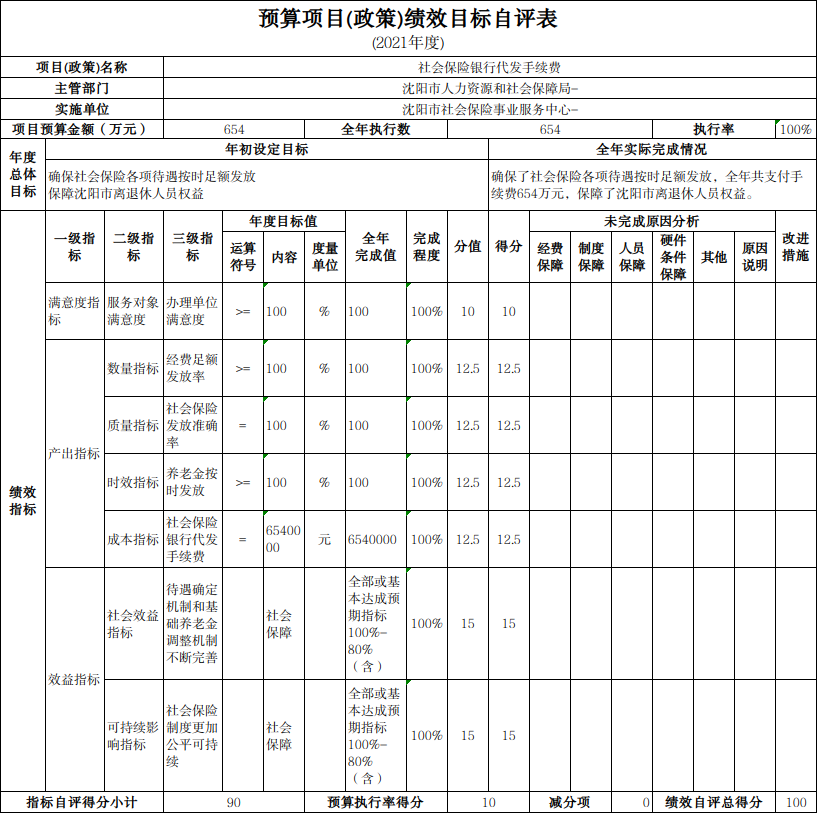 预算项目(政策)绩效目标自评表
(2021年度)
项目(政策)名称 社会保险银行代发手续费
主管部门 沈阳市人力资源和社会保障局-
实施单位 沈阳市社会保险事业服务中心-
项目预算金额（万元） 654 全年执行数 654 执行率 100%
年度
总体
目标
年初设定目标 全年实际完成情况
确保社会保险各项待遇按时足额发放
保障沈阳市离退休人员权益
确保了社会保险各项待遇按时足额发放，全年共支付手
续费654万元，保障了沈阳市离退休人员权益。
绩效
指标
一级指
标
二级指
标
三级指
标
年度目标值
运算
符号
内容
度量
单位
全年
完成值
完成
程度
分值
得分
未完成原因分析
经费
保障
制度
保障
人员
保障
硬件
条件
保障
其他
原因
说明
改进
措施
满意度指
标
服务对象
满意度
办理单位
满意度
>= 100 % 100 100% 10 10
产出指标
数量指标
经费足额
发放率
>= 100 % 100 100% 12.5 12.5
质量指标
社会保险
发放准确
率
= 100 % 100 100% 12.5 12.5
时效指标
养老金按
时发放
>= 100 % 100 100% 12.5 12.5
成本指标
社会保险
银行代发
手续费
=
65400
00
元 6540000 100% 12.5 12.5
效益指标
社会效益
指标
待遇确定
机制和基
础养老金
调整机制
不断完善
社会
保障
全部或基
本达成预
期指标
100%-
80%
（含）
100% 15 15
可持续影
响指标
社会保险
制度更加
公平可持
续
社会
保障
全部或基
本达成预
期指标
100%-
80%
（含）
100% 15 15
指标自评得分小计 90 预算执行率得分 10 减分项 0 绩效自评总得分 100